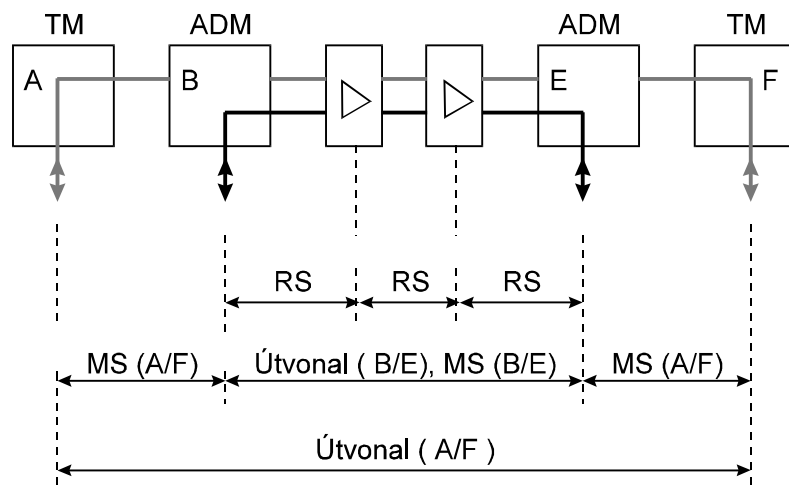 TM ADM ADM TM
A B E F
RS RS RS
MS (A/F) Útvonal ( B/E), MS (B/E) MS (A/F)
Útvonal ( A/F )